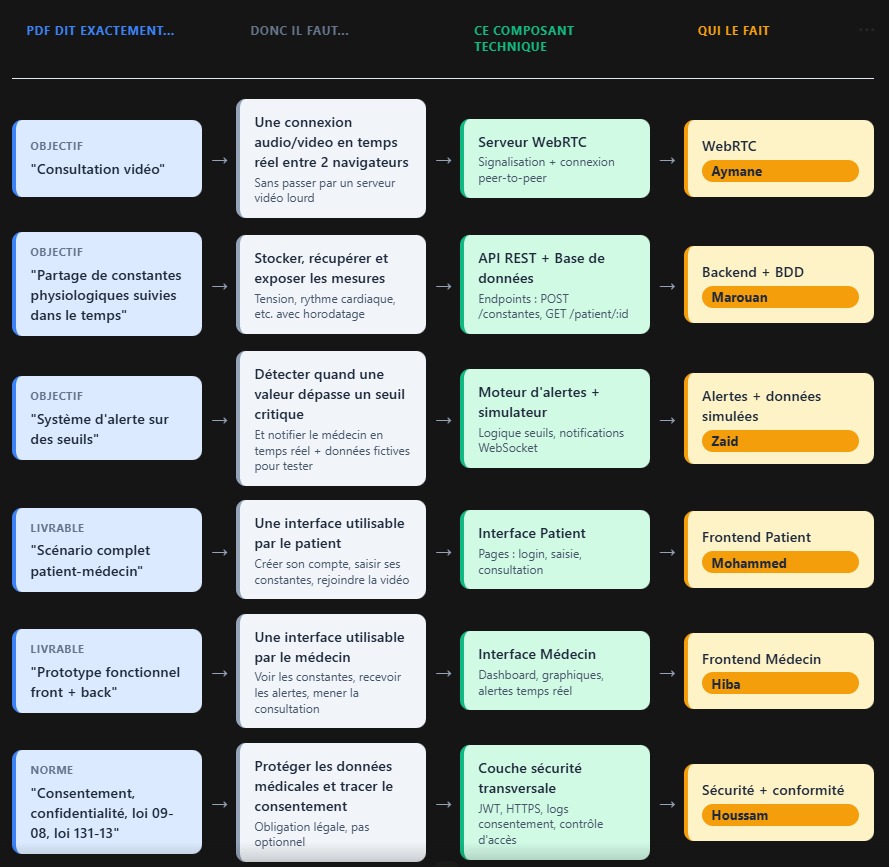 PDF DIT EXACTEMENT...
DONC IL FAUT...
CE COMPOSANT
TECHNIQUE
QUI LE FAIT
OBJECTIF
"Consultation vidéo"
→
Une connexion
audio/video en temps
réel entre 2 navigateurs
Sans passer par un serveur
vidéo lourd
→
Serveur WebRTC
Signalisation + connexion
peer-to-peer
→
WebRTC
Aymane
OBJECTIF
"Partage de constantes
physiologiques suivies
dans le temps"
→
Stocker, récupérer et
exposer les mesures
Tension, rythme cardiaque,
etc. avec horodatage
→
API REST + Base de
données
Endpoints : POST
/constantes, GET /patient/:id
→
Backend + BDD
Marouan
OBJECTIF
"Système d'alerte sur
des seuils"
→
Détecter quand une
valeur dépasse un seuil
critique
Et notifier le médecin en
temps réel + données fictives
pour tester
→
Moteur d'alertes +
simulateur
Logique seuils, notifications
WebSocket
→
Alertes + données
simulées
Zaid
LIVRABLE
"Scénario complet
patient-médecin"
→
Une interface utilisable
par le patient
Créer son compte, saisir ses
constantes, rejoindre la vidéo
→
Interface Patient
Pages : login, saisie,
consultation
→
Frontend Patient
Mohammed
LIVRABLE
"Prototype fonctionnel
front + back"
→
Une interface utilisable
par le médecin
Voir les constantes, recevoir
les alertes, mener la
consultation
→
Interface Médecin
Dashboard, graphiques,
alertes temps réel
→
Frontend Médecin
Hiba
NORME
"Consentement,
confidentialité, loi 09-
08, loi 131-13"
→
Protéger les données
médicales et tracer le
consentement
Obligation légale, pas
optionnel
→
Couche sécurité
transversale
JWT, HTTPS, logs
consentement, contrôle
d'accès
→
Sécurité + conformité
Houssam